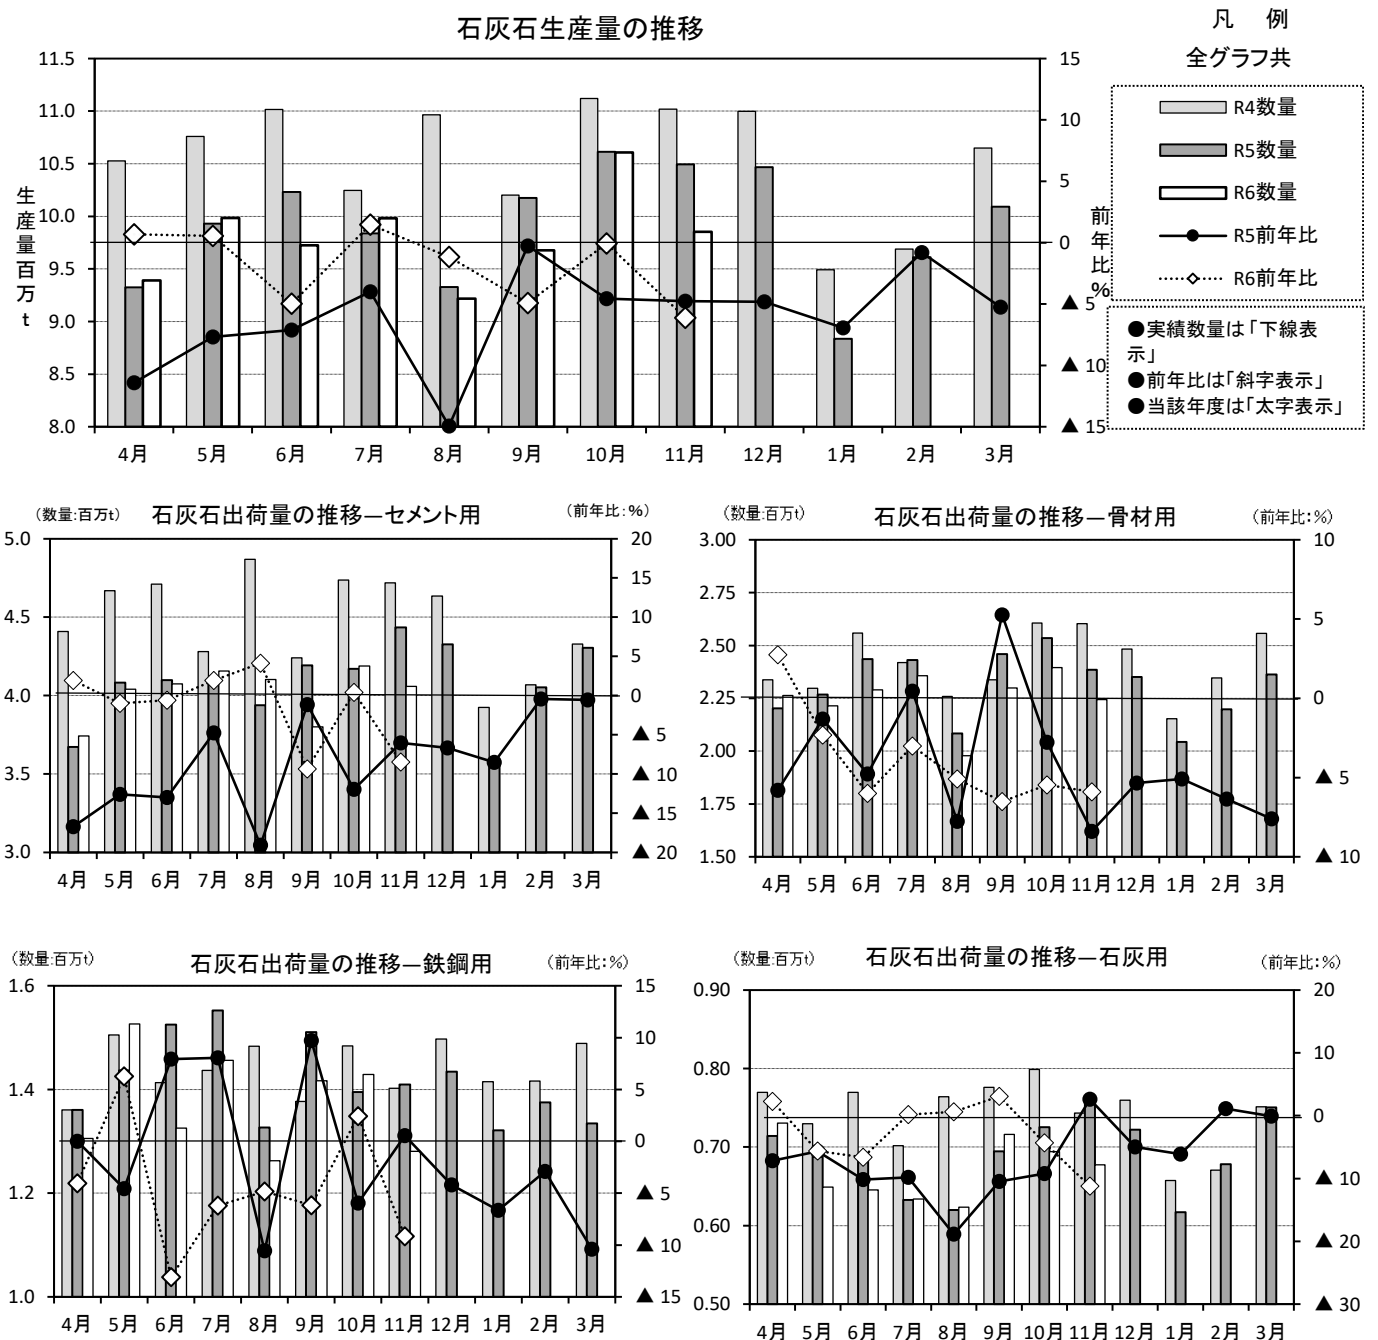 石灰石生産量の推移
凡 例
全グラフ共
R4数量
R5数量
R6数量
R5前年比
R6前年比
●実績数量は「下線表
示」
●前年比は「斜字表示」
●当該年度は「太字表示」
生産量百万t
11.5
11.0
10.5
10.0
9.5
9.0
8.5
8.0
前年比%
15
10
5
0
▲ 5
▲ 10
▲ 15
4月 5月 6月 7月 8月 9月 10月 11月 12月 1月 2月 3月
(数量:百万t) 石灰石出荷量の推移―セメント用 (前年比:%)
5.0
4.5
4.0
3.5
3.0
20
15
10
5
0
▲ 5
▲ 10
▲ 15
▲ 20
4月 5月 6月 7月 8月 9月 10月 11月 12月 1月 2月 3月
(数量:百万t) 石灰石出荷量の推移―骨材用 (前年比:%)
3.00
2.75
2.50
2.25
2.00
1.75
1.50
10
5
0
▲ 5
▲ 10
4月 5月 6月 7月 8月 9月 10月 11月 12月 1月 2月 3月
(数量:百万t) 石灰石出荷量の推移―鉄鋼用 (前年比:%)
1.6
1.4
1.2
1.0
15
10
5
0
▲ 5
▲ 10
▲ 15
4月 5月 6月 7月 8月 9月 10月 11月 12月 1月 2月 3月
(数量:百万t) 石灰石出荷量の推移―石灰用 (前年比:%)
0.90
0.80
0.70
0.60
0.50
20
10
0
▲ 10
▲ 20
▲ 30
4月 5月 6月 7月 8月 9月 10月 11月 12月 1月 2月 3月